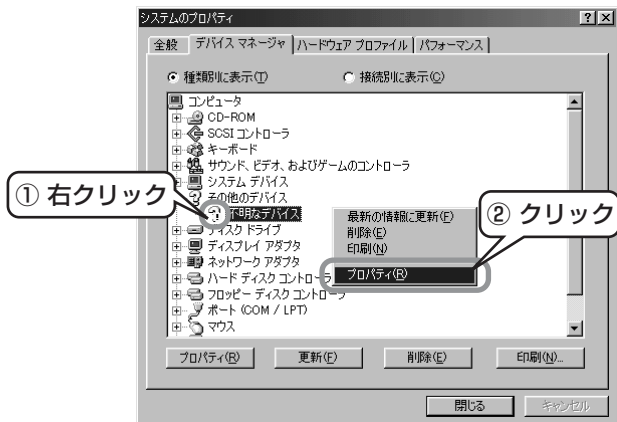 システムのプロパティ
? ×
全般 デバイス マネージャ ハードウェア プロファイル パフォーマンス
種類別に表示(T) 接続別に表示(C)
コンピュータ
CD-ROM
SCSI コントローラ
キーボード
サウンド、ビデオ、およびゲームのコントローラ
システム デバイス
その他のデバイス
不明なデバイス
ディスク ドライブ
ディスプレイ アダプタ
ネットワーク アダプタ
ハード ディスク コントローラ
フロッピー ディスク コントローラ
ポート (COM / LPT)
マウス
① 右クリック
最新の情報に更新(F)
削除(E)
印刷(N)
プロパティ(R)
② クリック
プロパティ(R) 更新(F) 削除(E) 印刷(N)...
閉じる キャンセル